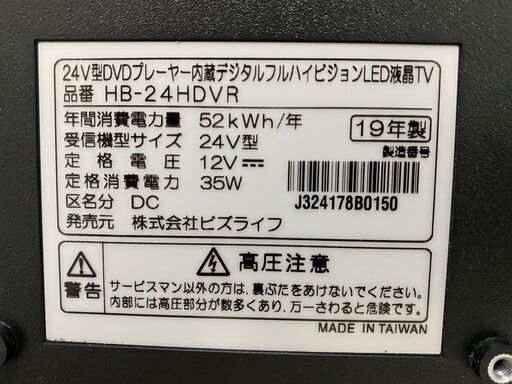 24V型DVDプレーヤー内蔵デジタルフルハイビジョンLED液晶TV
品番 HB-24HDVR
年間消費電力量 52kWh/年
受信機型サイズ 24V型
定格電圧 12V⎓
定格消費電力 35W
区名分 DC
発売元 株式会社ビズライフ
19年製
製造番号
J324178B0150
警告
高圧注意
サービスマン以外の方は、裏ぶたをあけないでください。
内部には高圧部分が数多くあり、万一さわると危険です。
MADE IN TAIWAN